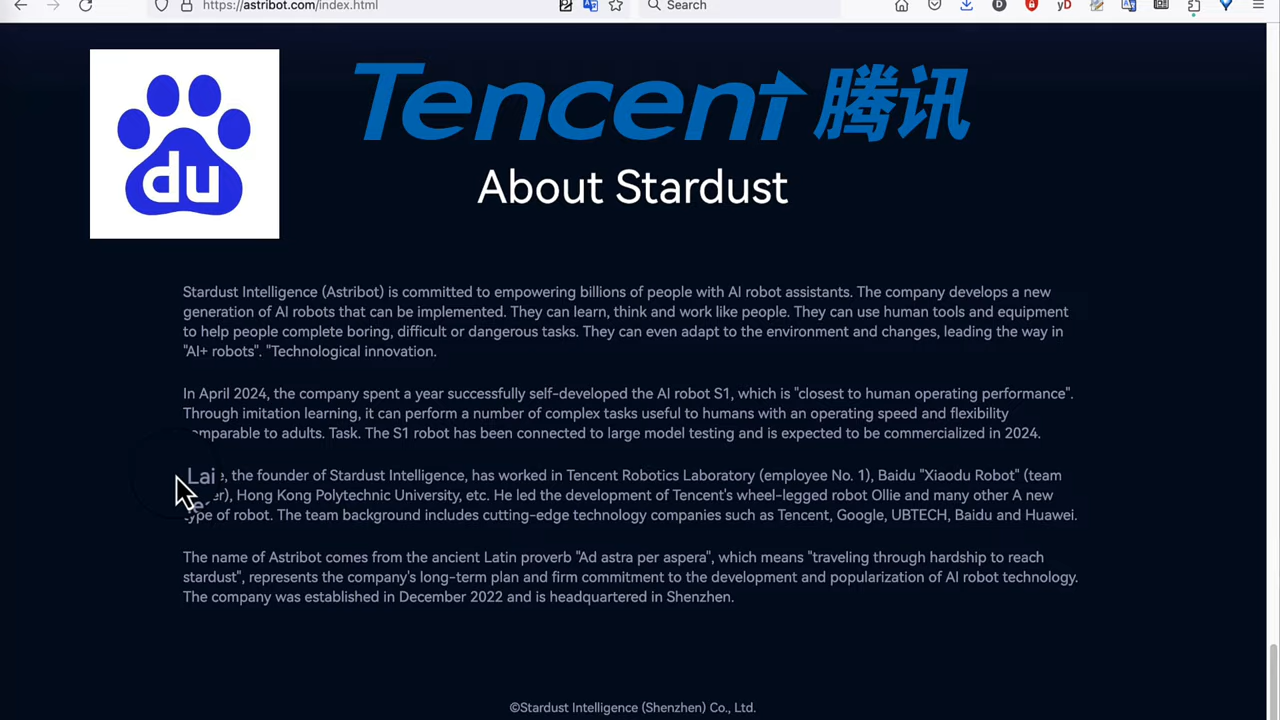 https://astribot.com/index.html
Search
du
Tencent 腾讯
About Stardust
Stardust Intelligence (Astribot) is committed to empowering billions of people with AI robot assistants. The company develops a new
generation of AI robots that can be implemented. They can learn, think and work like people. They can use human tools and equipment
to help people complete boring, difficult or dangerous tasks. They can even adapt to the environment and changes, leading the way in
"AI+ robots". "Technological innovation.
In April 2024, the company spent a year successfully self-developed the AI robot S1, which is "closest to human operating performance".
Through imitation learning, it can perform a number of complex tasks useful to humans with an operating speed and flexibility
comparable to adults. Task. The S1 robot has been connected to large model testing and is expected to be commercialized in 2024.
Lai e, the founder of Stardust Intelligence, has worked in Tencent Robotics Laboratory (employee No. 1), Baidu "Xiaodu Robot" (team
Hong Kong Polytechnic University, etc. He led the development of Tencent's wheel-legged robot Ollie and many other A new
type of robot. The team background includes cutting-edge technology companies such as Tencent, Google, UBTECH, Baidu and Huawei.
The name of Astribot comes from the ancient Latin proverb "Ad astra per aspera", which means "traveling through hardship to reach
stardust", represents the company's long-term plan and firm commitment to the development and popularization of AI robot technology.
The company was established in December 2022 and is headquartered in Shenzhen.
©Stardust Intelligence (Shenzhen) Co., Ltd.